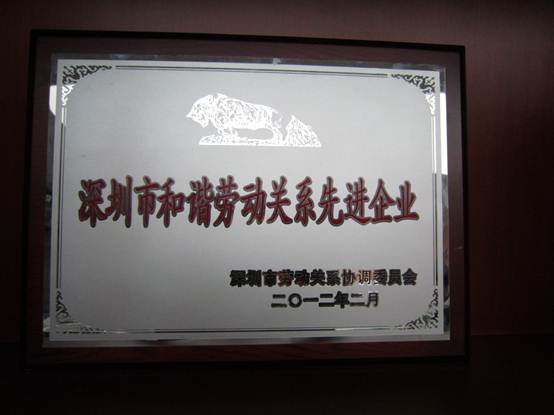 深圳市和谐劳动关系先进企业
深圳市劳动关系协调委员会
二〇一二年二月